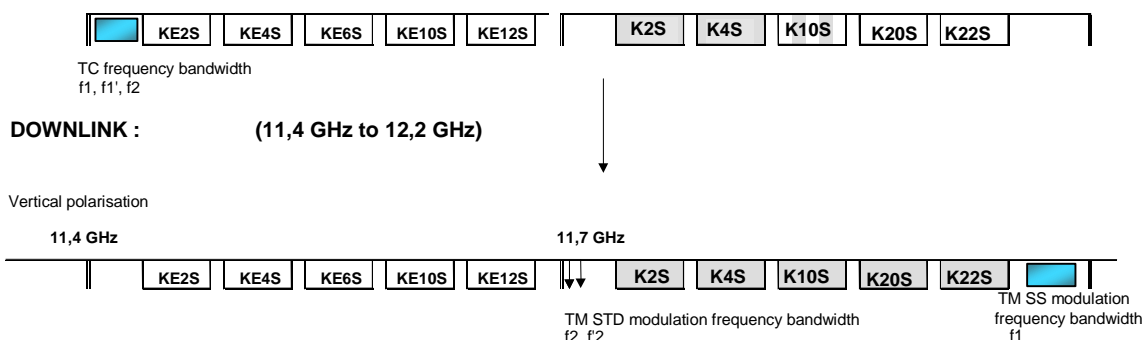 KE2S KE4S KE6S KE10S KE12S K2S K4S K10S K20S K22S
TC frequency bandwidth
f1, f1', f2
DOWNLINK : (11,4 GHz to 12,2 GHz)
Vertical polarisation
11,4 GHz 11,7 GHz
KE2S KE4S KE6S KE10S KE12S K2S K4S K10S K20S K22S
TM STD modulation frequency bandwidth
f2, f'2
TM SS modulation
frequency bandwidth
f1